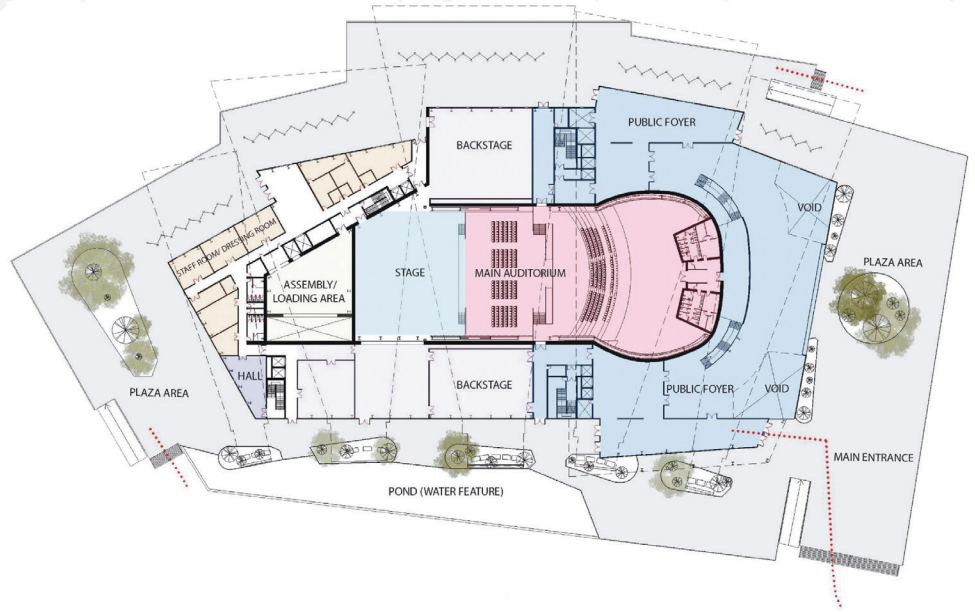 PUBLIC FOYER
BACKSTAGE
VOID
STAFF ROOM/ DRESSING ROOM
PLAZA AREA
STAGE
MAIN AUDITORIUM
ASSEMBLY/
LOADING AREA
HALL
BACKSTAGE
PUBLIC FOYER
VOID
PLAZA AREA
MAIN ENTRANCE
POND (WATER FEATURE)